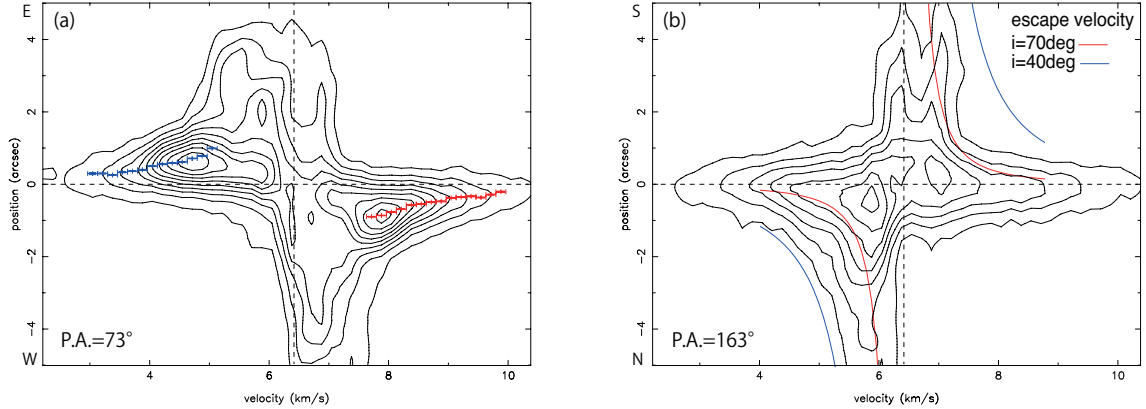 E
(a)
4
2
0
-2
-4
W
position (arcsec)
P.A.=73°
4
6
8
10
velocity (km/s)
S
(b)
escape velocity
i=70deg
i=40deg
4
2
0
-2
-4
N
position (arcsec)
P.A.=163°
4
6
8
10
velocity (km/s)